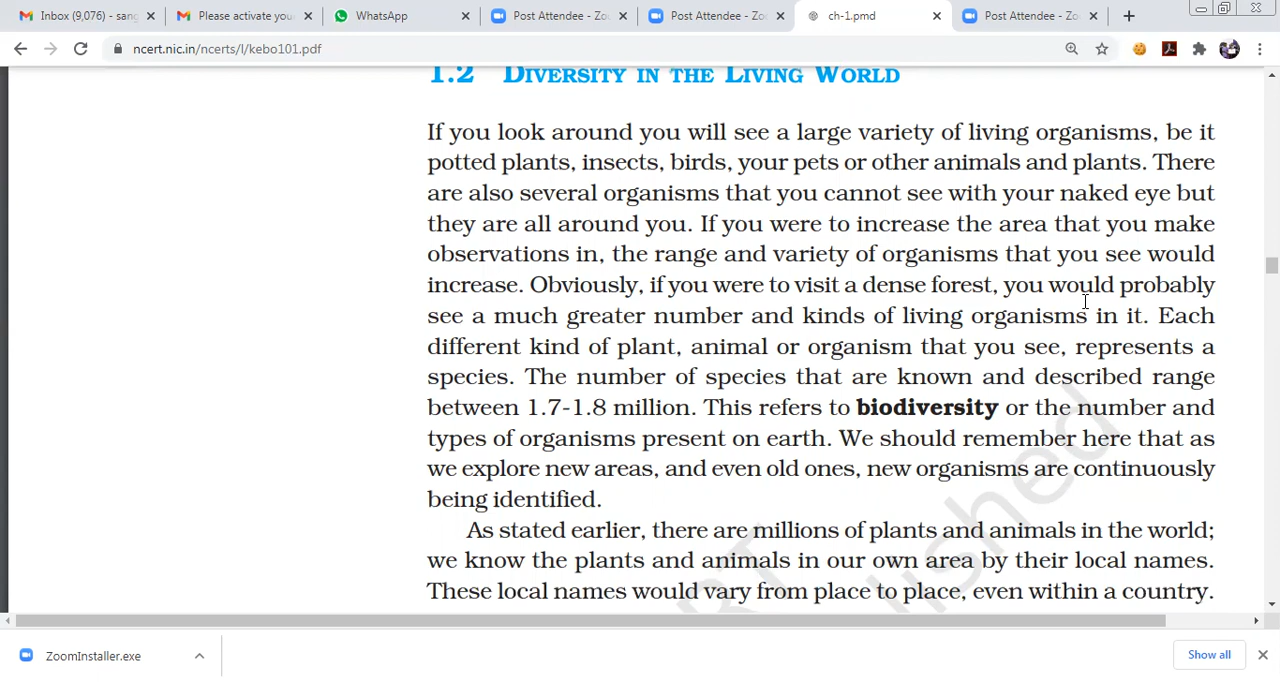 Inbox (9,076) - sang
Please activate your
WhatsApp
Post Attendee - Zo
Post Attendee - Zo
ch-1.pmd
Post Attendee - Zo
ncert.nic.in/ncerts/l/kebo101.pdf
1.2 DIVERSITY IN THE LIVING WORLD
If you look around you will see a large variety of living organisms, be it
potted plants, insects, birds, your pets or other animals and plants. There
are also several organisms that you cannot see with your naked eye but
they are all around you. If you were to increase the area that you make
observations in, the range and variety of organisms that you see would
increase. Obviously, if you were to visit a dense forest, you would probably
see a much greater number and kinds of living organisms in it. Each
different kind of plant, animal or organism that you see, represents a
species. The number of species that are known and described range
between 1.7-1.8 million. This refers to biodiversity or the number and
types of organisms present on earth. We should remember here that as
we explore new areas, and even old ones, new organisms are continuously
being identified.
As stated earlier, there are millions of plants and animals in the world;
we know the plants and animals in our own area by their local names.
These local names would vary from place to place, even within a country.
ZoomInstaller.exe
Show all